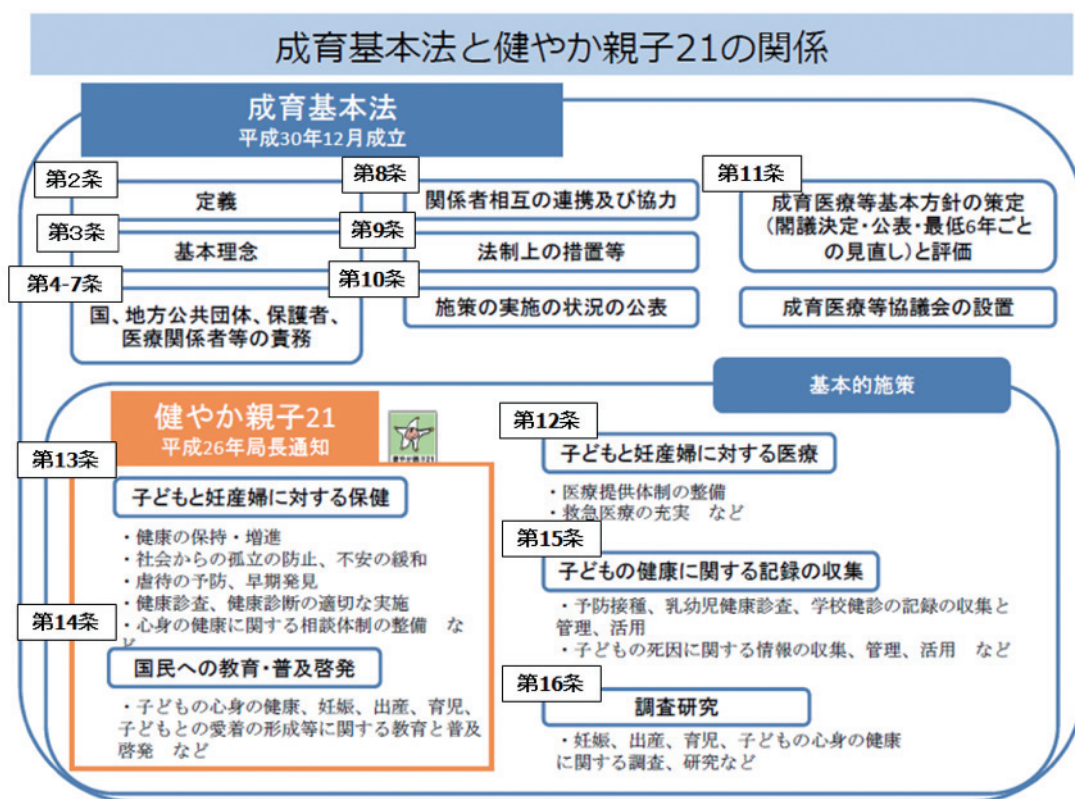 成育基本法と健やか親子21の関係
成育基本法
平成30年12月成立
第2条
定義
第3条
基本理念
第4-7条
国、地方公共団体、保護者、
医療関係者等の責務
第8条
関係者相互の連携及び協力
第9条
法制上の措置等
第10条
施策の実施の状況の公表
第11条
成育医療等基本方針の策定
(閣議決定・公表・最低6年ごと
の見直し)と評価
成育医療等協議会の設置
基本的施策
健やか親子21
平成26年局長通知
健やか親子21
第13条
子どもと妊産婦に対する保健
・健康の保持・増進
・社会からの孤立の防止、不安の緩和
・虐待の予防、早期発見
・健康診査、健康診断の適切な実施
・心身の健康に関する相談体制の整備 な
ど
第14条
国民への教育・普及啓発
・子どもの心身の健康、妊娠、出産、育児、
子どもとの愛着の形成等に関する教育と普及
啓発 など
第12条
子どもと妊産婦に対する医療
・医療提供体制の整備
・救急医療の充実 など
第15条
子どもの健康に関する記録の収集
・予防接種、乳幼児健康診査、学校健診の記録の収集と
管理、活用
・子どもの死因に関する情報の収集、管理、活用 など
第16条
調査研究
・妊娠、出産、育児、子どもの心身の健康
に関する調査、研究など